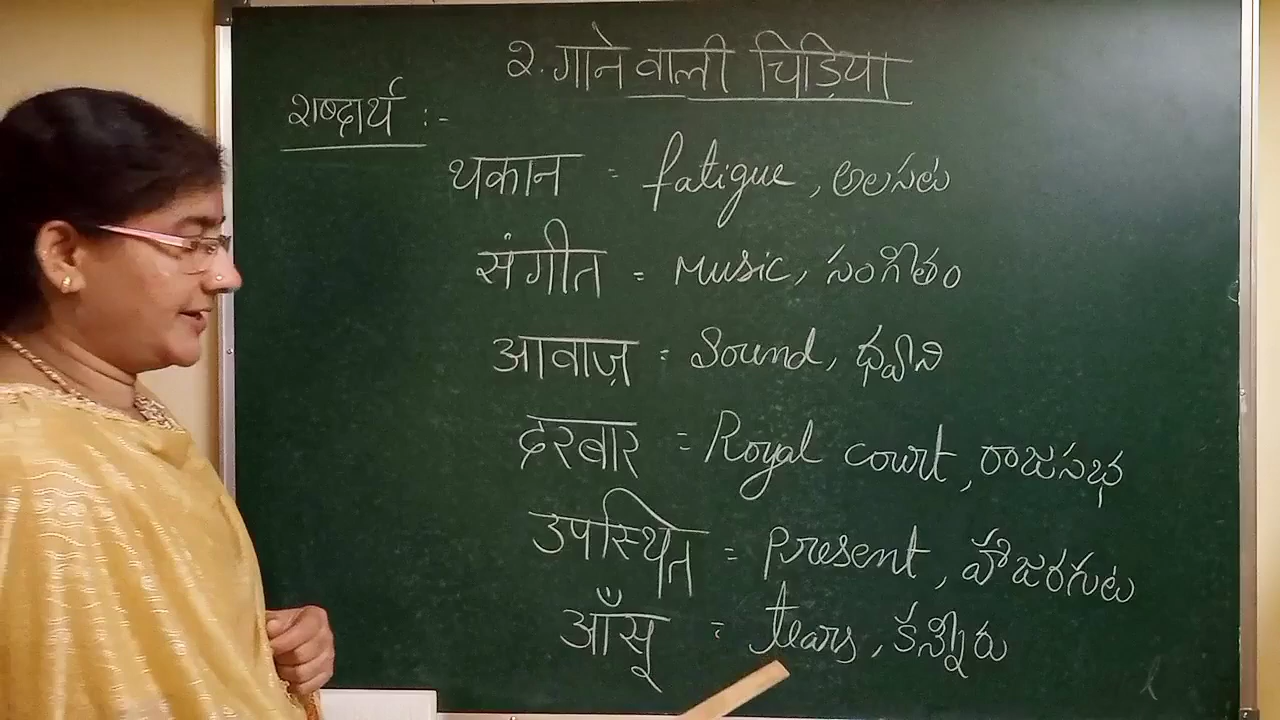 २. गाने वाली चिड़िया
शब्दार्थ :-
थकान = fatigue, అలసట
संगीत = Music, సంగీతం
आवाज़ = Sound, ధ్వని
दरबार = Royal court, రాజసభ
उपस्थित = Present, హాజరగుట
आँसू = tears, కన్నీరు